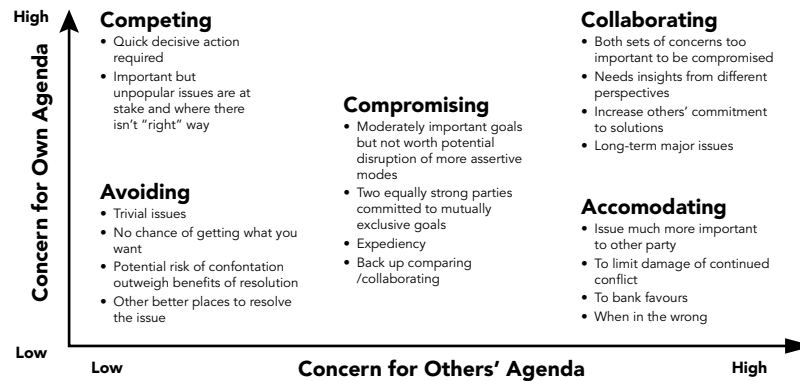 High
Concern for Own Agenda
Low
Competing
• Quick decisive action
required
• Important but
unpopular issues are at
stake and where there
isn't "right" way
Avoiding
• Trivial issues
• No chance of getting what you
want
• Potential risk of confontation
outweigh benefits of resolution
• Other better places to resolve
the issue
Compromising
• Moderately important goals
but not worth potential
disruption of more assertive
modes
• Two equally strong parties
committed to mutually
exclusive goals
• Expediency
• Back up comparing
/collaborating
Collaborating
• Both sets of concerns too
important to be compromised
• Needs insights from different
perspectives
• Increase others' commitment
to solutions
• Long-term major issues
Accomodating
• Issue much more important
to other party
• To limit damage of continued
conflict
• To bank favours
• When in the wrong
Low
Concern for Others' Agenda
High